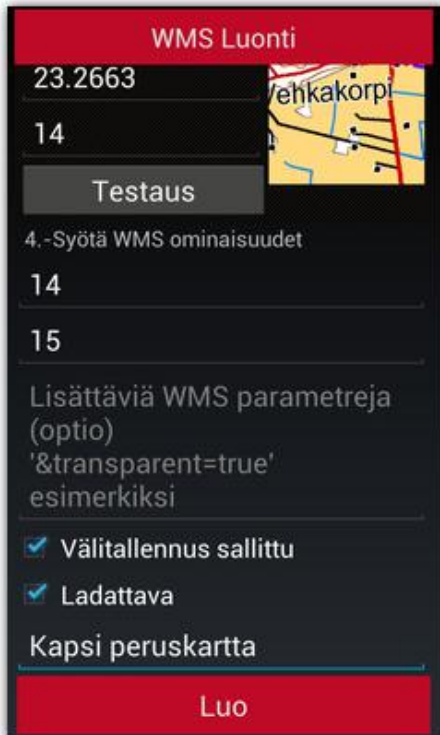 WMS Luonti
23.2663
Vehkakorpi
14
Testaus
4.-Syötä WMS ominaisuudet
14
15
Lisättäviä WMS parametreja
(optio)
'&transparent=true'
esimerkiksi
Välitallennus sallittu
Ladattava
Kapsi peruskartta
Luo